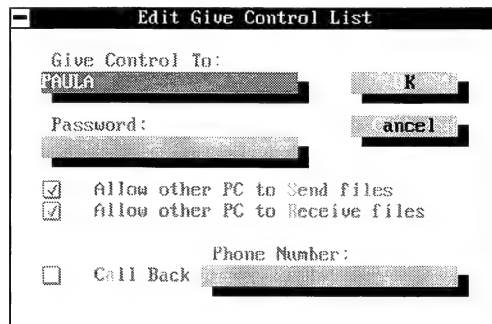 Edit Give Control List
Give Control To:
PAULA
K
Password:
ancel
Allow other PC to Send files
Allow other PC to Receive files
Phone Number:
Call Back